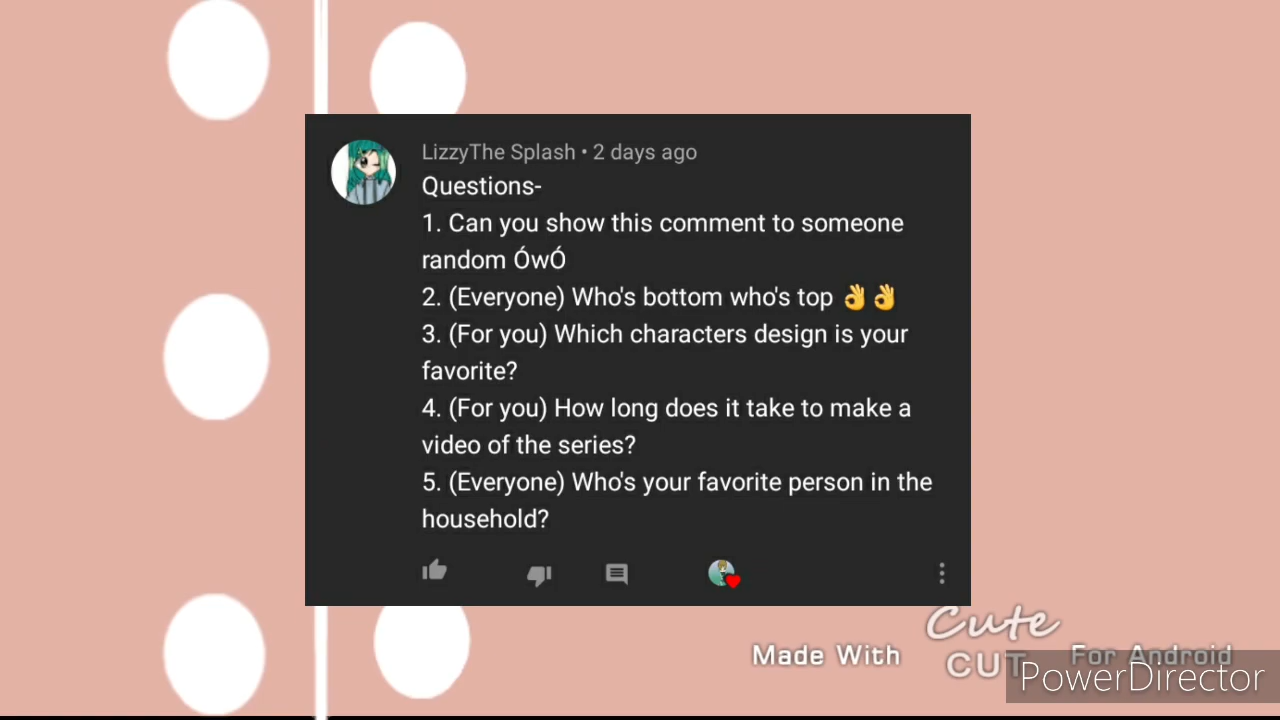 LizzyThe Splash • 2 days ago
Questions-
1. Can you show this comment to someone
random ÓwÓ
2. (Everyone) Who's bottom who's top 👌👌
3. (For you) Which characters design is your
favorite?
4. (For you) How long does it take to make a
video of the series?
5. (Everyone) Who's your favorite person in the
household?
Made With Cute CUT For Android
PowerDirector